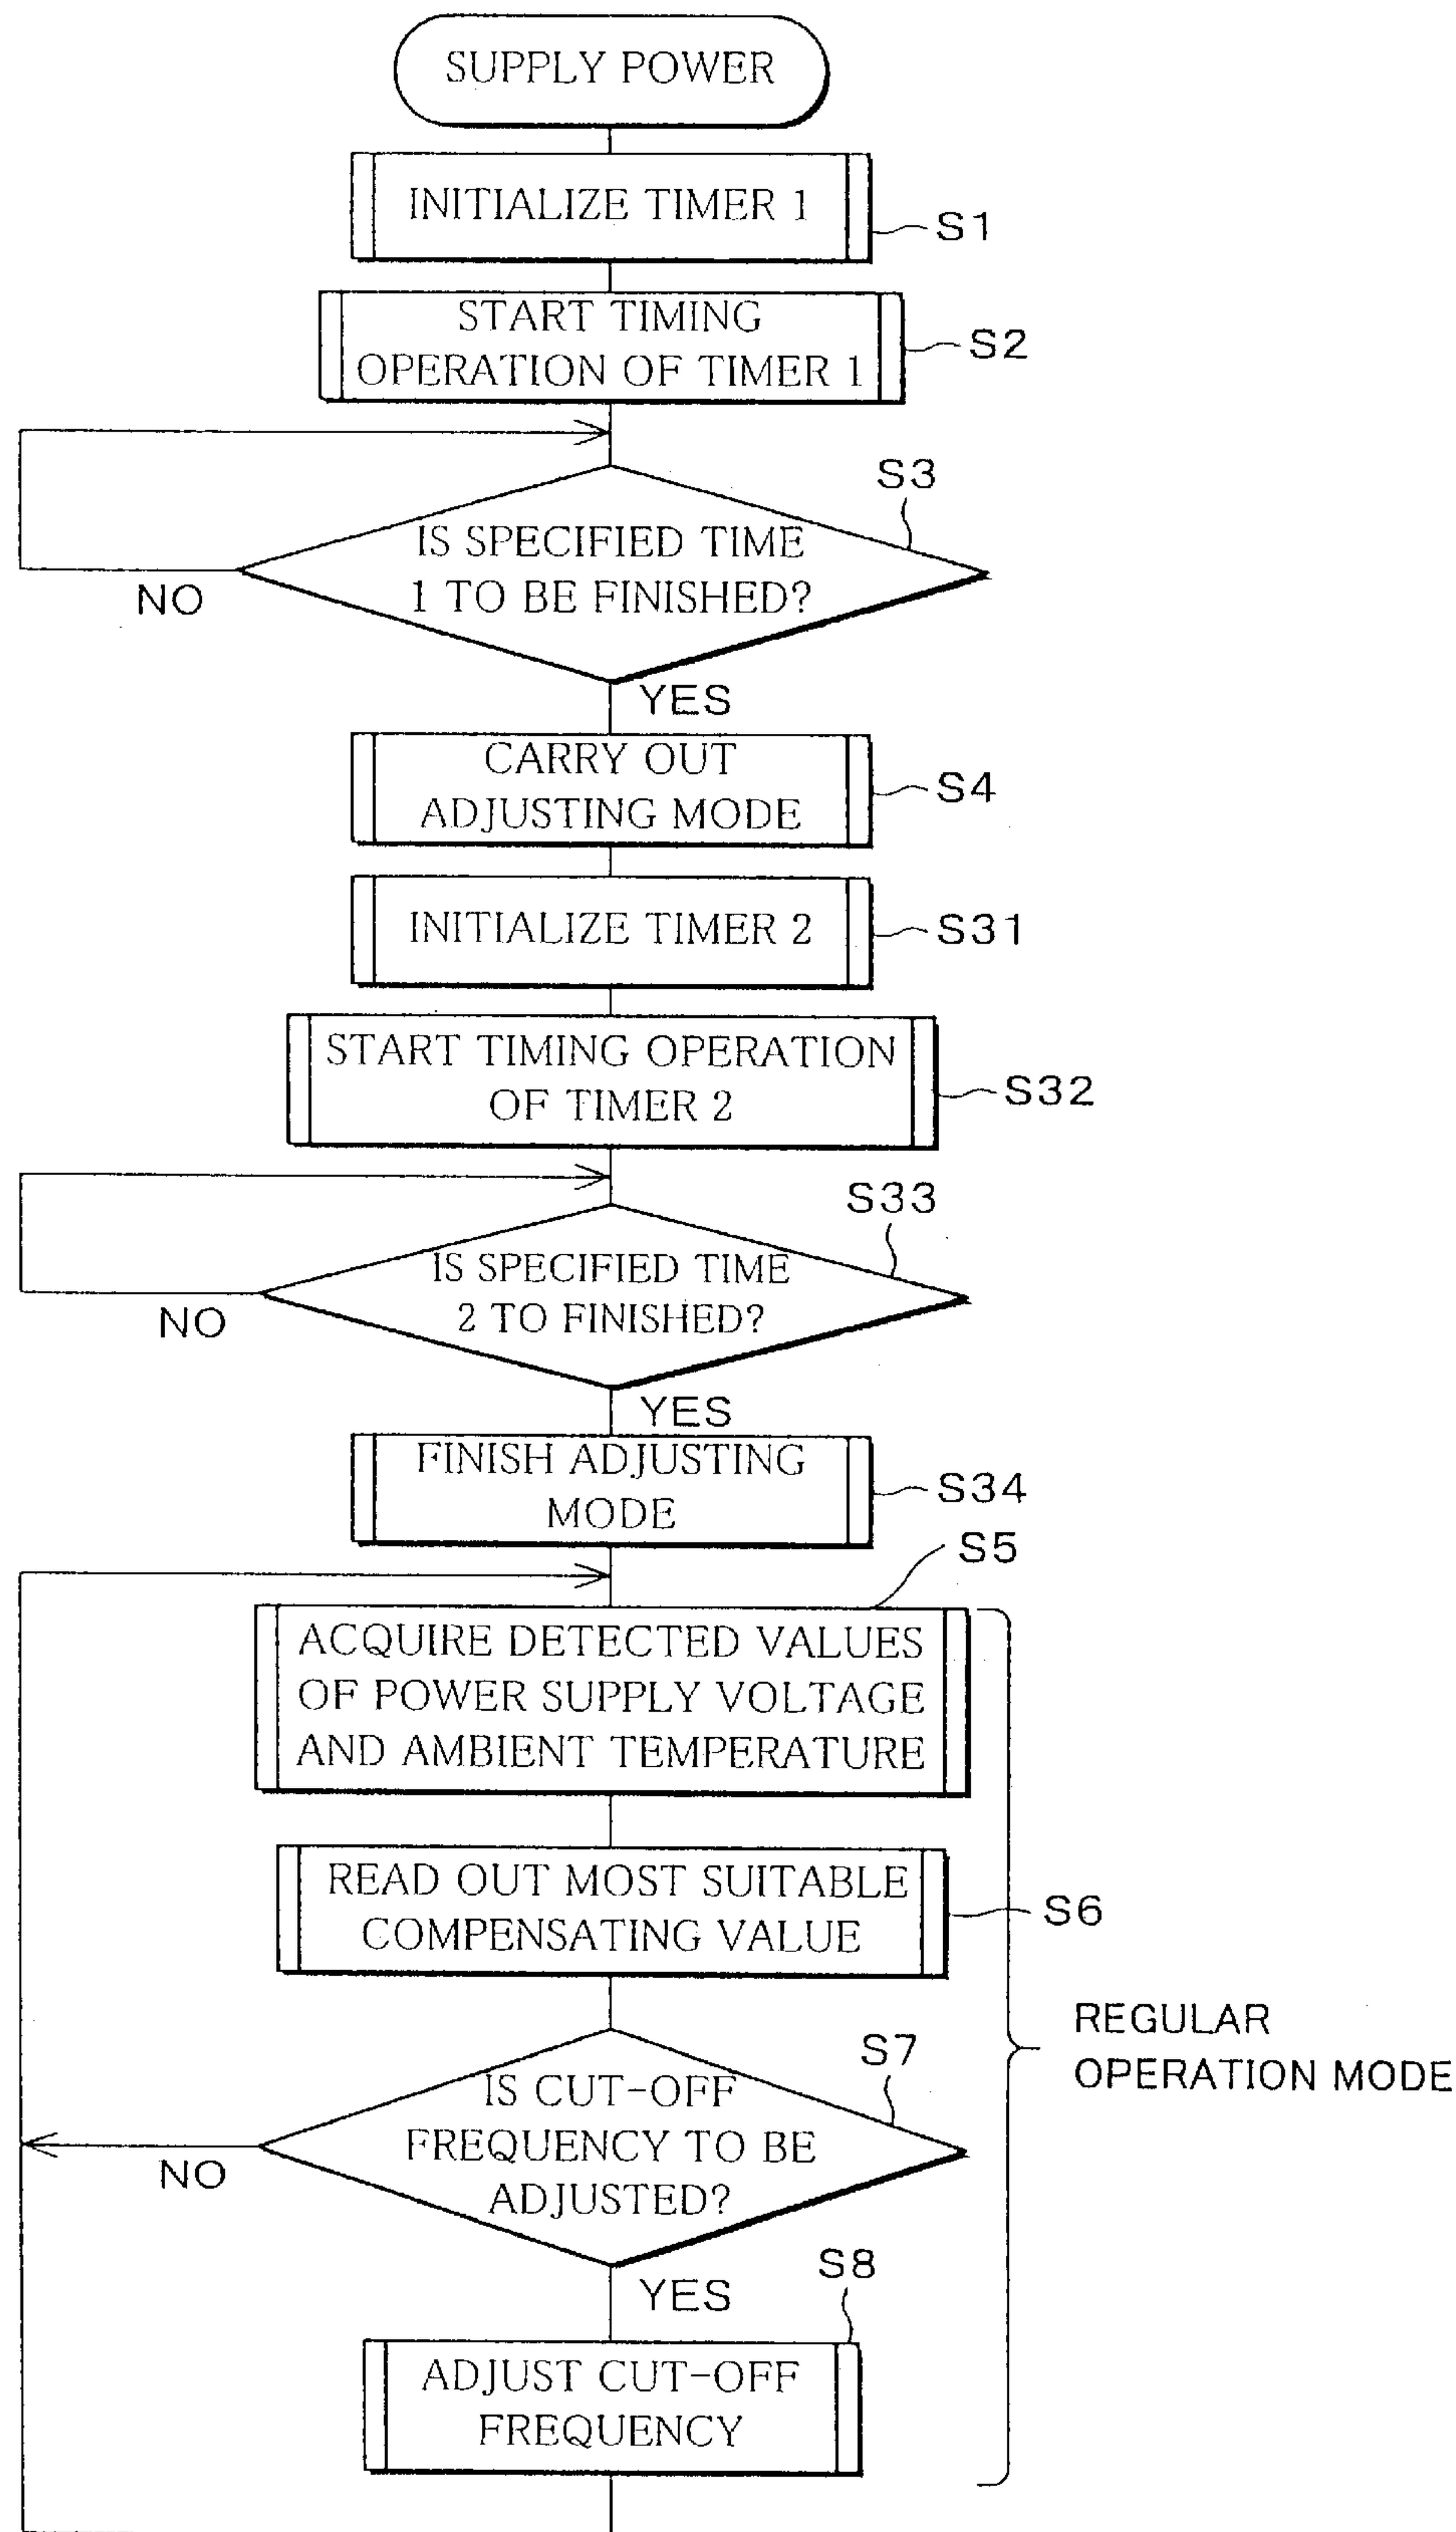 SUPPLY POWER
INITIALIZE TIMER 1
S1
START TIMING
OPERATION OF TIMER 1
S2
S3
IS SPECIFIED TIME
1 TO BE FINISHED?
NO
YES
CARRY OUT
ADJUSTING MODE
S4
INITIALIZE TIMER 2
S31
START TIMING OPERATION
OF TIMER 2
S32
S33
IS SPECIFIED TIME
2 TO FINISHED?
NO
YES
FINISH ADJUSTING
MODE
S34
S5
ACQUIRE DETECTED VALUES
OF POWER SUPPLY VOLTAGE
AND AMBIENT TEMPERATURE
READ OUT MOST SUITABLE
COMPENSATING VALUE
S6
REGULAR
OPERATION MODE
S7
IS CUT-OFF
FREQUENCY TO BE
ADJUSTED?
NO
YES
S8
ADJUST CUT-OFF
FREQUENCY